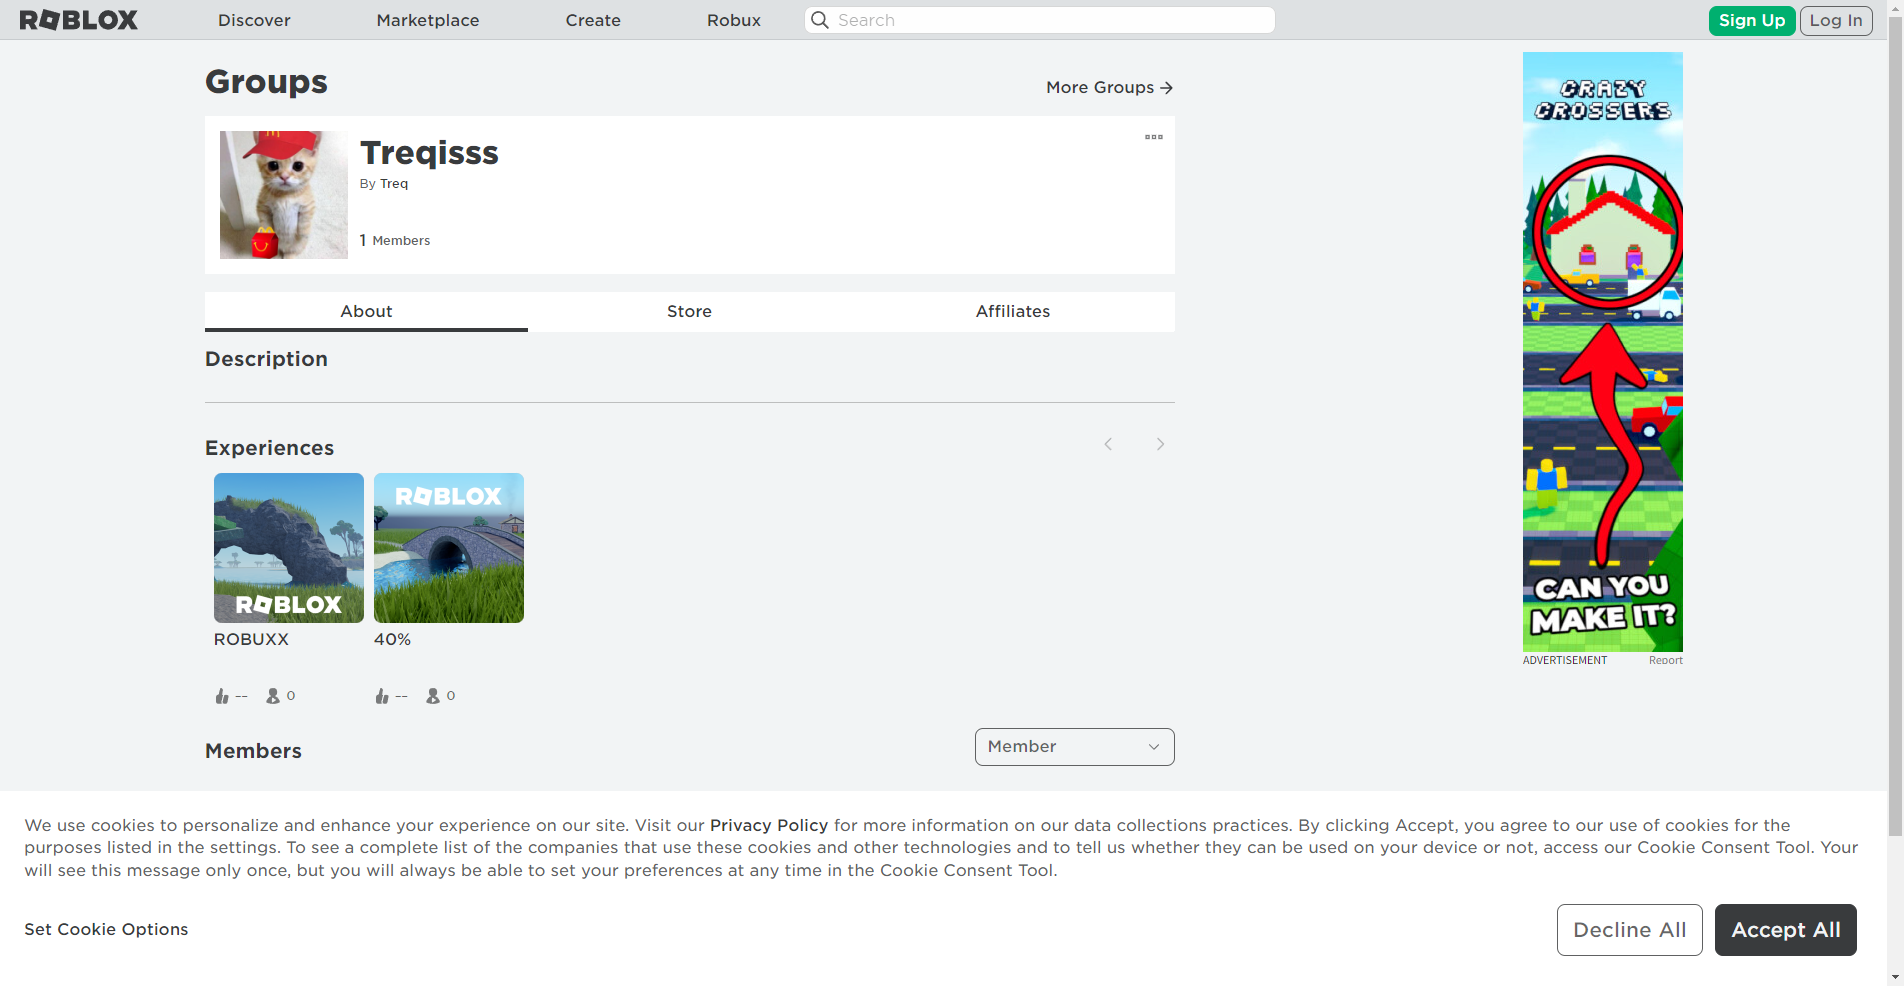 ROBLOX
Discover
Marketplace
Create
Robux
Search
Sign Up
Log In
Groups
More Groups
Treqisss
By Treq
1 Members
About
Store
Affiliates
Description
Experiences
ROBLOX
ROBUXX
-- 0
ROBLOX
40%
-- 0
Members
Member
CRAZY
CROSSERS
CAN YOU
MAKE IT?
ADVERTISEMENT
Report
We use cookies to personalize and enhance your experience on our site. Visit our Privacy Policy for more information on our data collections practices. By clicking Accept, you agree to our use of cookies for the
purposes listed in the settings. To see a complete list of the companies that use these cookies and other technologies and to tell us whether they can be used on your device or not, access our Cookie Consent Tool. Your
will see this message only once, but you will always be able to set your preferences at any time in the Cookie Consent Tool.
Set Cookie Options
Decline All
Accept All